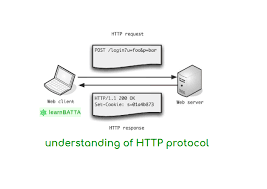 HTTP request
POST /login?u=foo&p=bar
HTTP/1.1 200 OK
Set-Cookie: s=01a4b873
Web client
Web server
learnBATTA
HTTP response
understanding of HTTP protocol